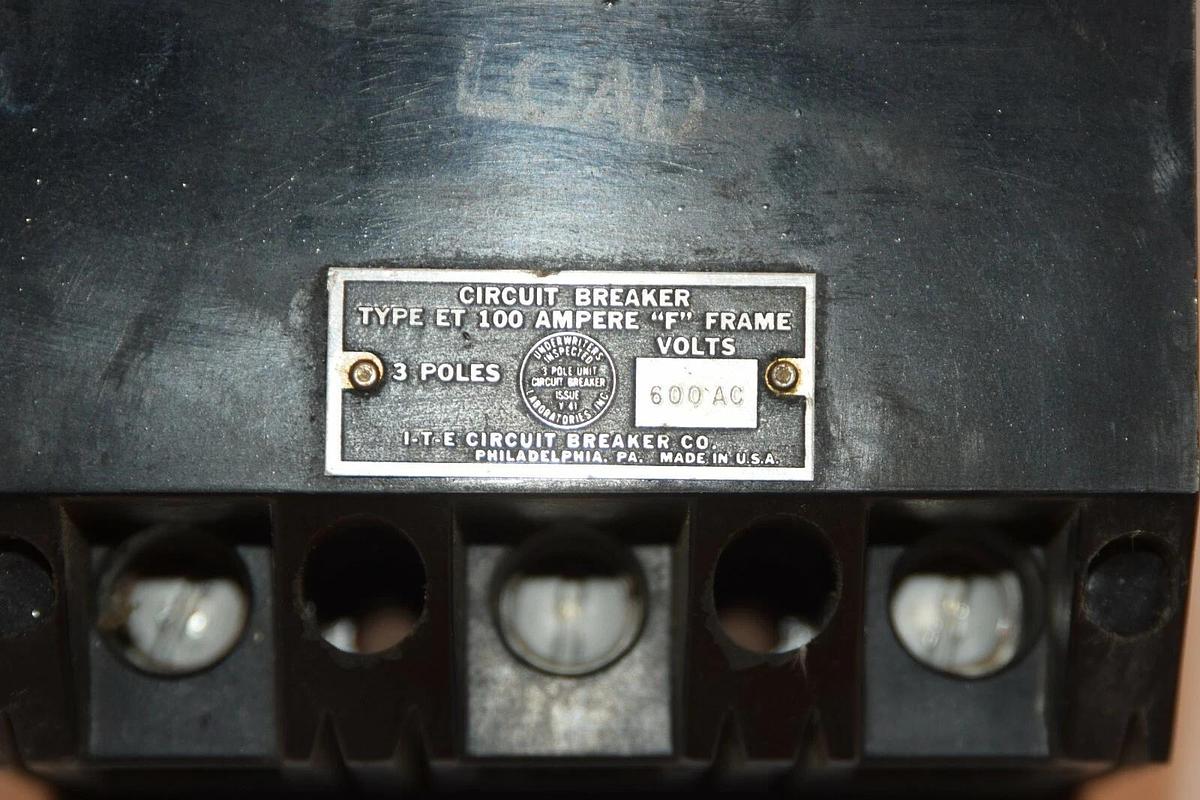 LOAD
CIRCUIT BREAKER
TYPE ET 100 AMPERE “F” FRAME
VOLTS
3 POLES
UNDERWRITERS
INSPECTED
3 POLE UNIT
CIRCUIT BREAKER
ISSUE
LABORATORIES, INC.
600 AC
I-T-E CIRCUIT BREAKER CO.
PHILADELPHIA, PA. MADE IN U.S.A.